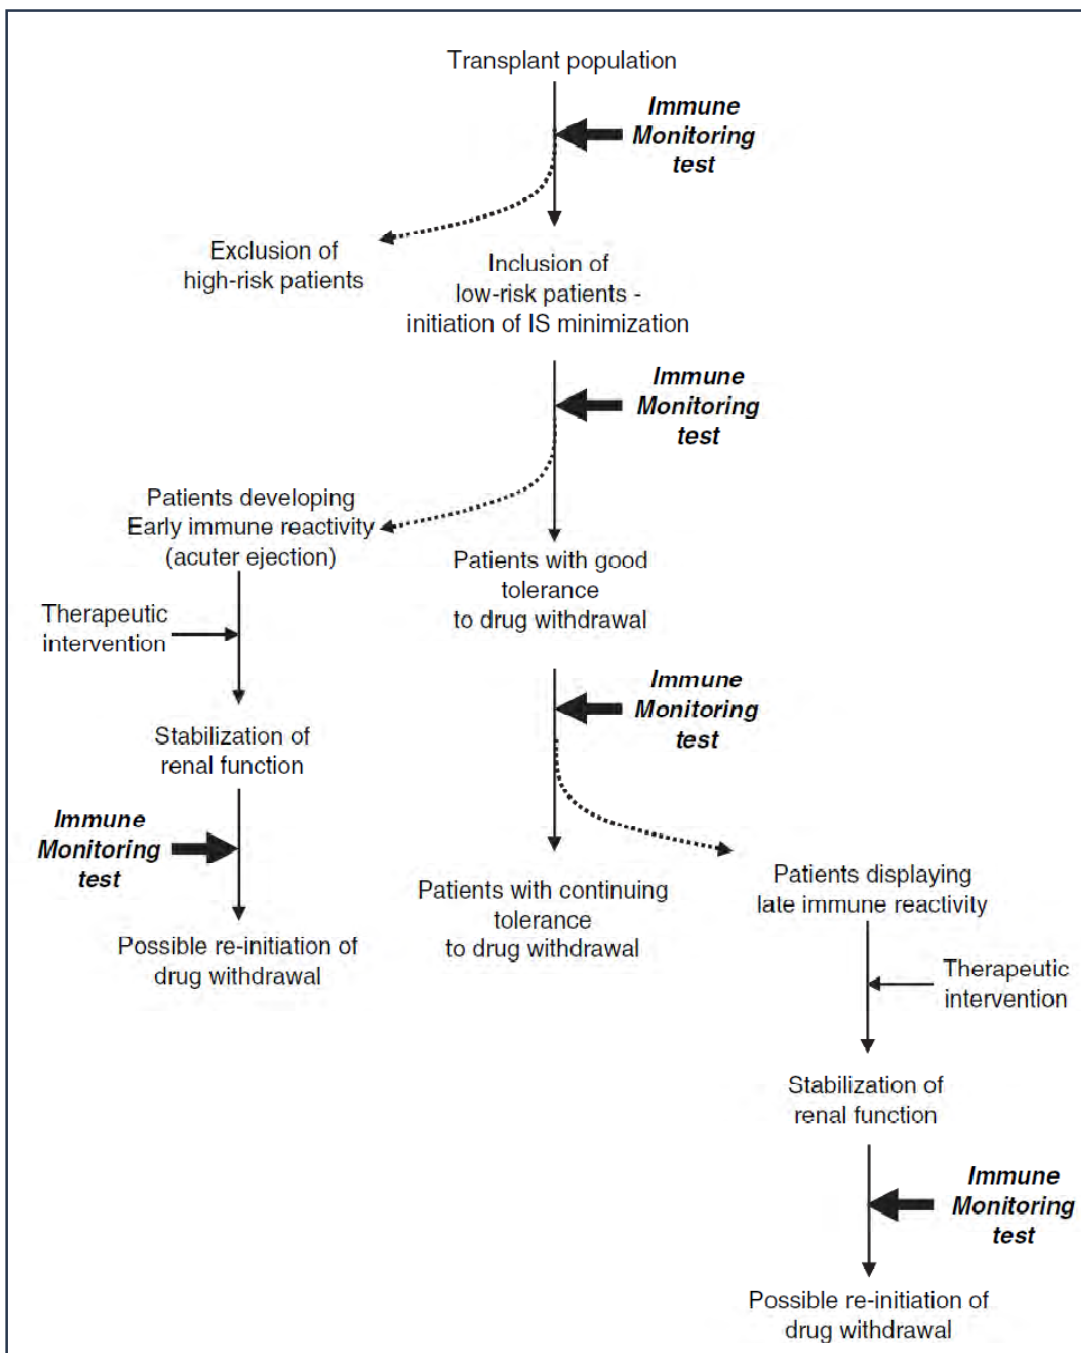 Transplant population
Immune
Monitoring
test
Exclusion of
high-risk patients
Inclusion of
low-risk patients -
initiation of IS minimization
Immune
Monitoring
test
Patients developing
Early immune reactivity
(acuter ejection)
Patients with good
tolerance
to drug withdrawal
Therapeutic
intervention
Immune
Monitoring
test
Stabilization of
renal function
Immune
Monitoring
test
Patients with continuing
tolerance
to drug withdrawal
Patients displaying
late immune reactivity
Possible re-initiation of
drug withdrawal
Therapeutic
intervention
Stabilization of
renal function
Immune
Monitoring
test
Possible re-initiation of
drug withdrawal